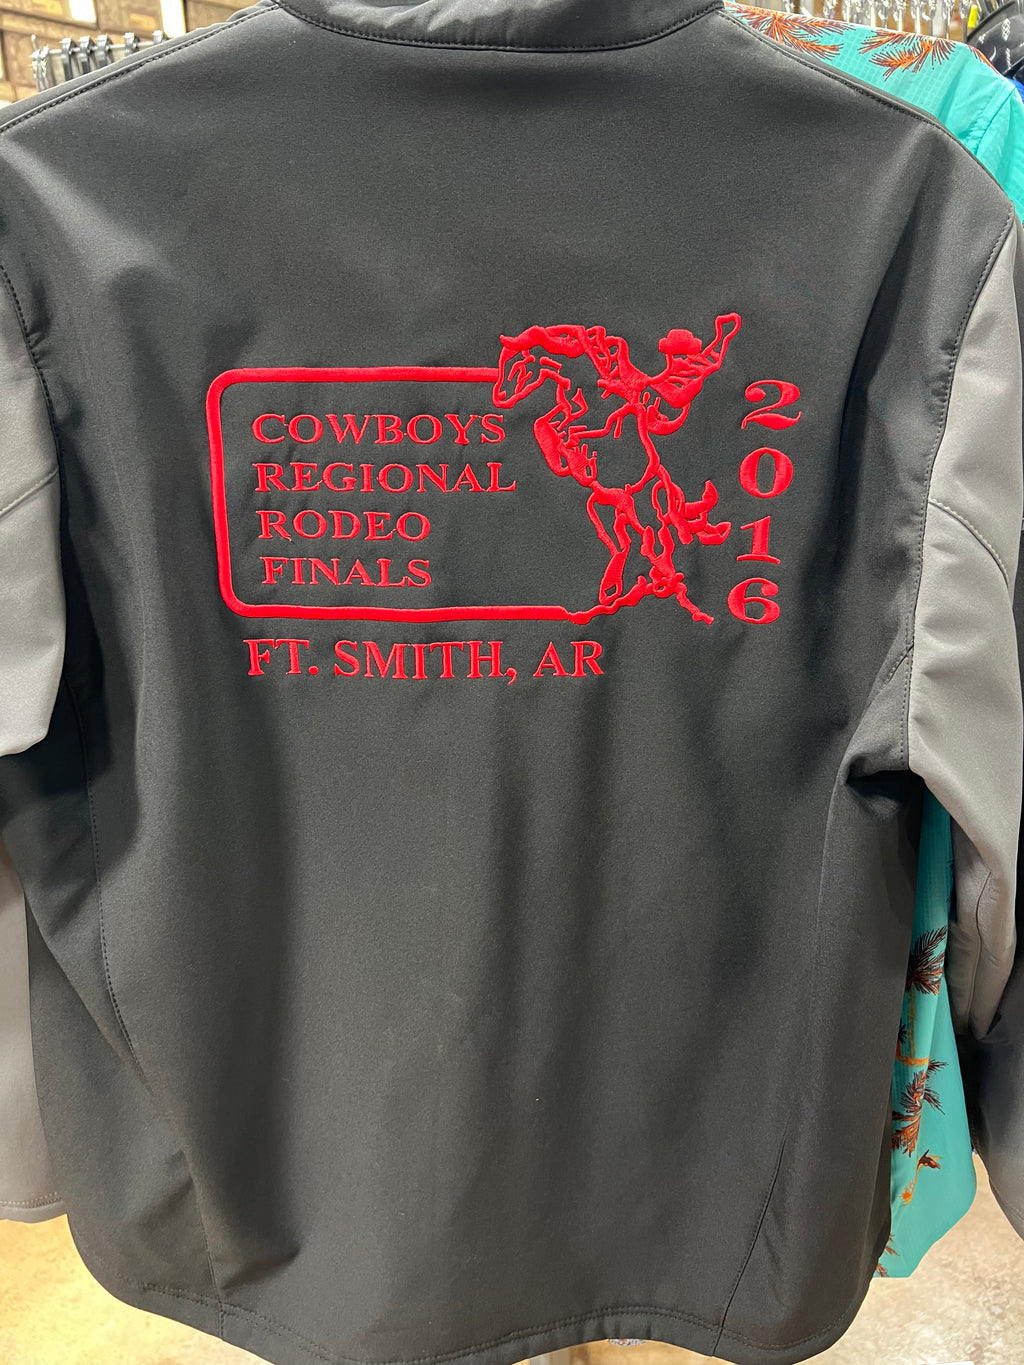 COWBOYS
REGIONAL
RODEO
FINALS
FT. SMITH, AR
2016